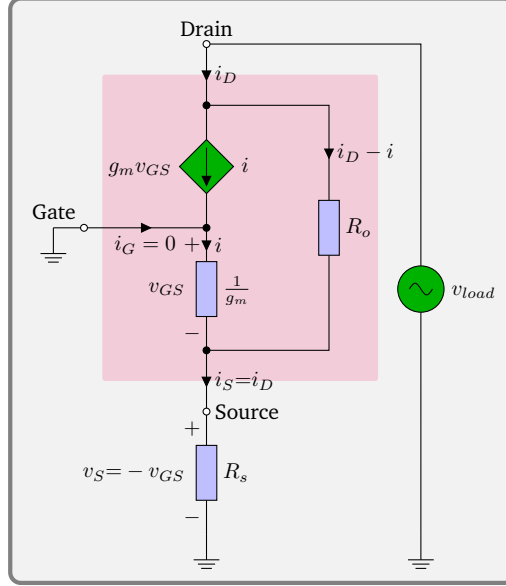 Drain
i_D
i_D − i
g_m v_GS
i
Gate
R_o
i_G = 0
+
i
v_GS
1/g_m
v_load
−
i_S=i_D
Source
+
v_S=− v_GS
R_s
−